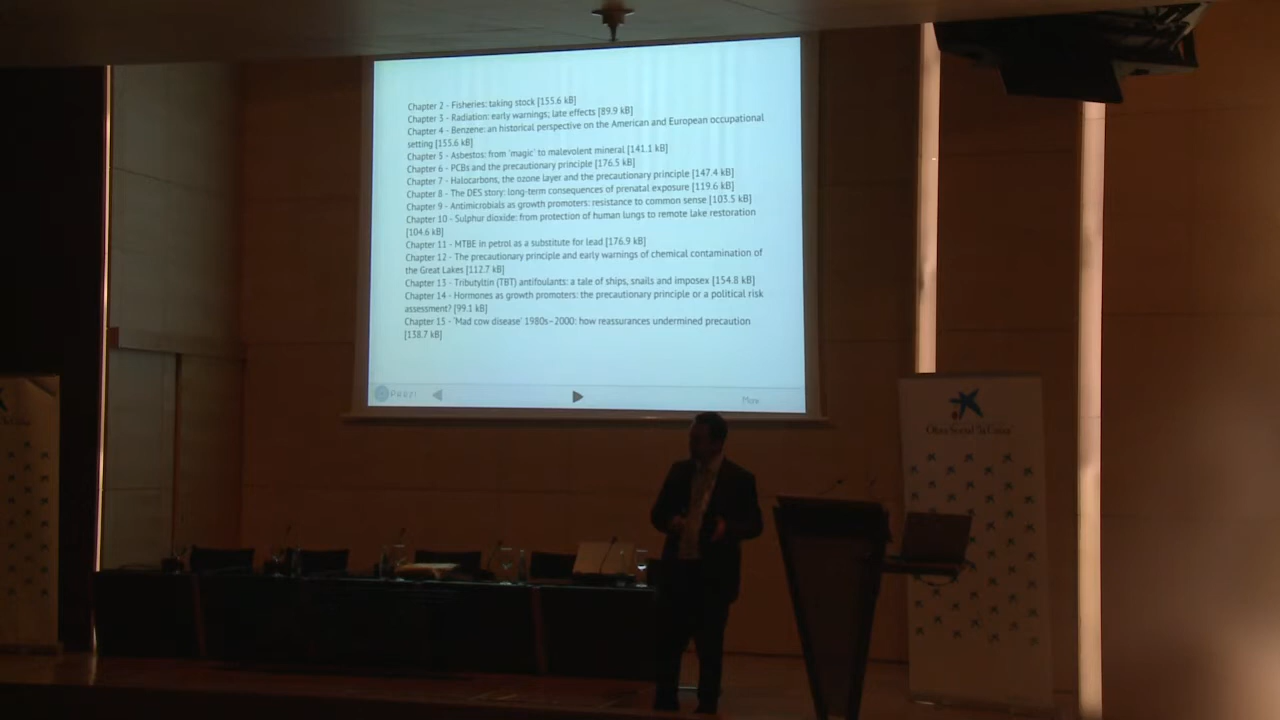 Chapter 2 - Fisheries: taking stock [155.6 kB]
Chapter 3 - Radiation: early warnings; late effects [89.9 kB]
Chapter 4 - Benzene: an historical perspective on the American and European occupational
setting [155.6 kB]
Chapter 5 - Asbestos: from 'magic' to malevolent mineral [141.1 kB]
Chapter 6 - PCBs and the precautionary principle [176.5 kB]
Chapter 7 - Halocarbons, the ozone layer and the precautionary principle [147.4 kB]
Chapter 8 - The DES story: long-term consequences of prenatal exposure [119.6 kB]
Chapter 9 - Antimicrobials as growth promoters: resistance to common sense [103.5 kB]
Chapter 10 - Sulphur dioxide: from protection of human lungs to remote lake restoration
[104.6 kB]
Chapter 11 - MTBE in petrol as a substitute for lead [176.9 kB]
Chapter 12 - The precautionary principle and early warnings of chemical contamination of
the Great Lakes [112.7 kB]
Chapter 13 - Tributyltin (TBT) antifoulants: a tale of ships, snails and imposex [154.8 kB]
Chapter 14 - Hormones as growth promoters: the precautionary principle or a political risk
assessment? [99.1 kB]
Chapter 15 - 'Mad cow disease' 1980s–2000: how reassurances undermined precaution
[138.7 kB]
Prezi
More
Obra Social "la Caixa"